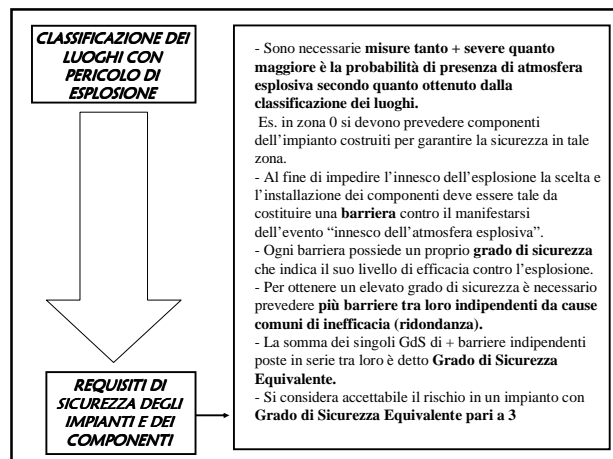 CLASSIFICAZIONE DEI
LUOGHI CON
PERICOLO DI
ESPLOSIONE
- Sono necessarie misure tanto + severe quanto
maggiore è la probabilità di presenza di atmosfera
esplosiva secondo quanto ottenuto dalla
classificazione dei luoghi.
Es. in zona 0 si devono prevedere componenti
dell'impianto costruiti per garantire la sicurezza in tale
zona.
- Al fine di impedire l'innesco dell'esplosione la scelta e
l'installazione dei componenti deve essere tale da
costituire una barriera contro il manifestarsi
dell'evento “innesco dell'atmosfera esplosiva”.
- Ogni barriera possiede un proprio grado di sicurezza
che indica il suo livello di efficacia contro l'esplosione.
- Per ottenere un elevato grado di sicurezza è necessario
prevedere più barriere tra loro indipendenti da cause
comuni di inefficacia (ridondanza).
- La somma dei singoli GdS di + barriere indipendenti
poste in serie tra loro è detto Grado di Sicurezza
Equivalente.
- Si considera accettabile il rischio in un impianto con
Grado di Sicurezza Equivalente pari a 3
REQUISITI DI
SICUREZZA DEGLI
IMPIANTI E DEI
COMPONENTI